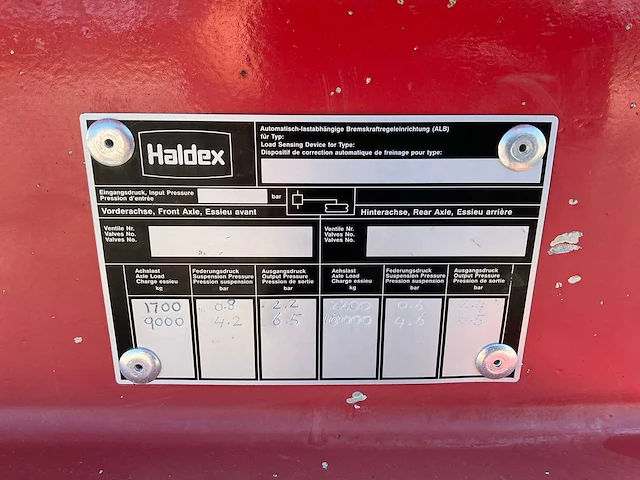 Haldex
Automatisch-lastabhängige Bremskraftregeleinrichtung (ALB)
für Typ:
Load Sensing Device for Type:
Dispositif de correction automatique de freinage pour type:
Eingangsdruck, Input Pressure
Pression d'entrée
bar
Vorderachse, Front Axle, Essieu avant
Hinterachse, Rear Axle, Essieu arrière
Ventile Nr.
Valves No.
Valves No.
Ventile Nr.
Valves No.
Valves No.
Achslast Federungsdruck Ausgangsdruck Achslast Federungsdruck Ausgangsdruck
Axle Load Suspension Pressure Output Pressure Axle Load Suspension Pressure Output Pressure
Charge essieu Pression suspension Pression de sortie Charge essieu Pression suspension Pression de sortie
kg bar bar kg bar bar
1700 0.8 2.2
9000 4.2 6.5 4.6